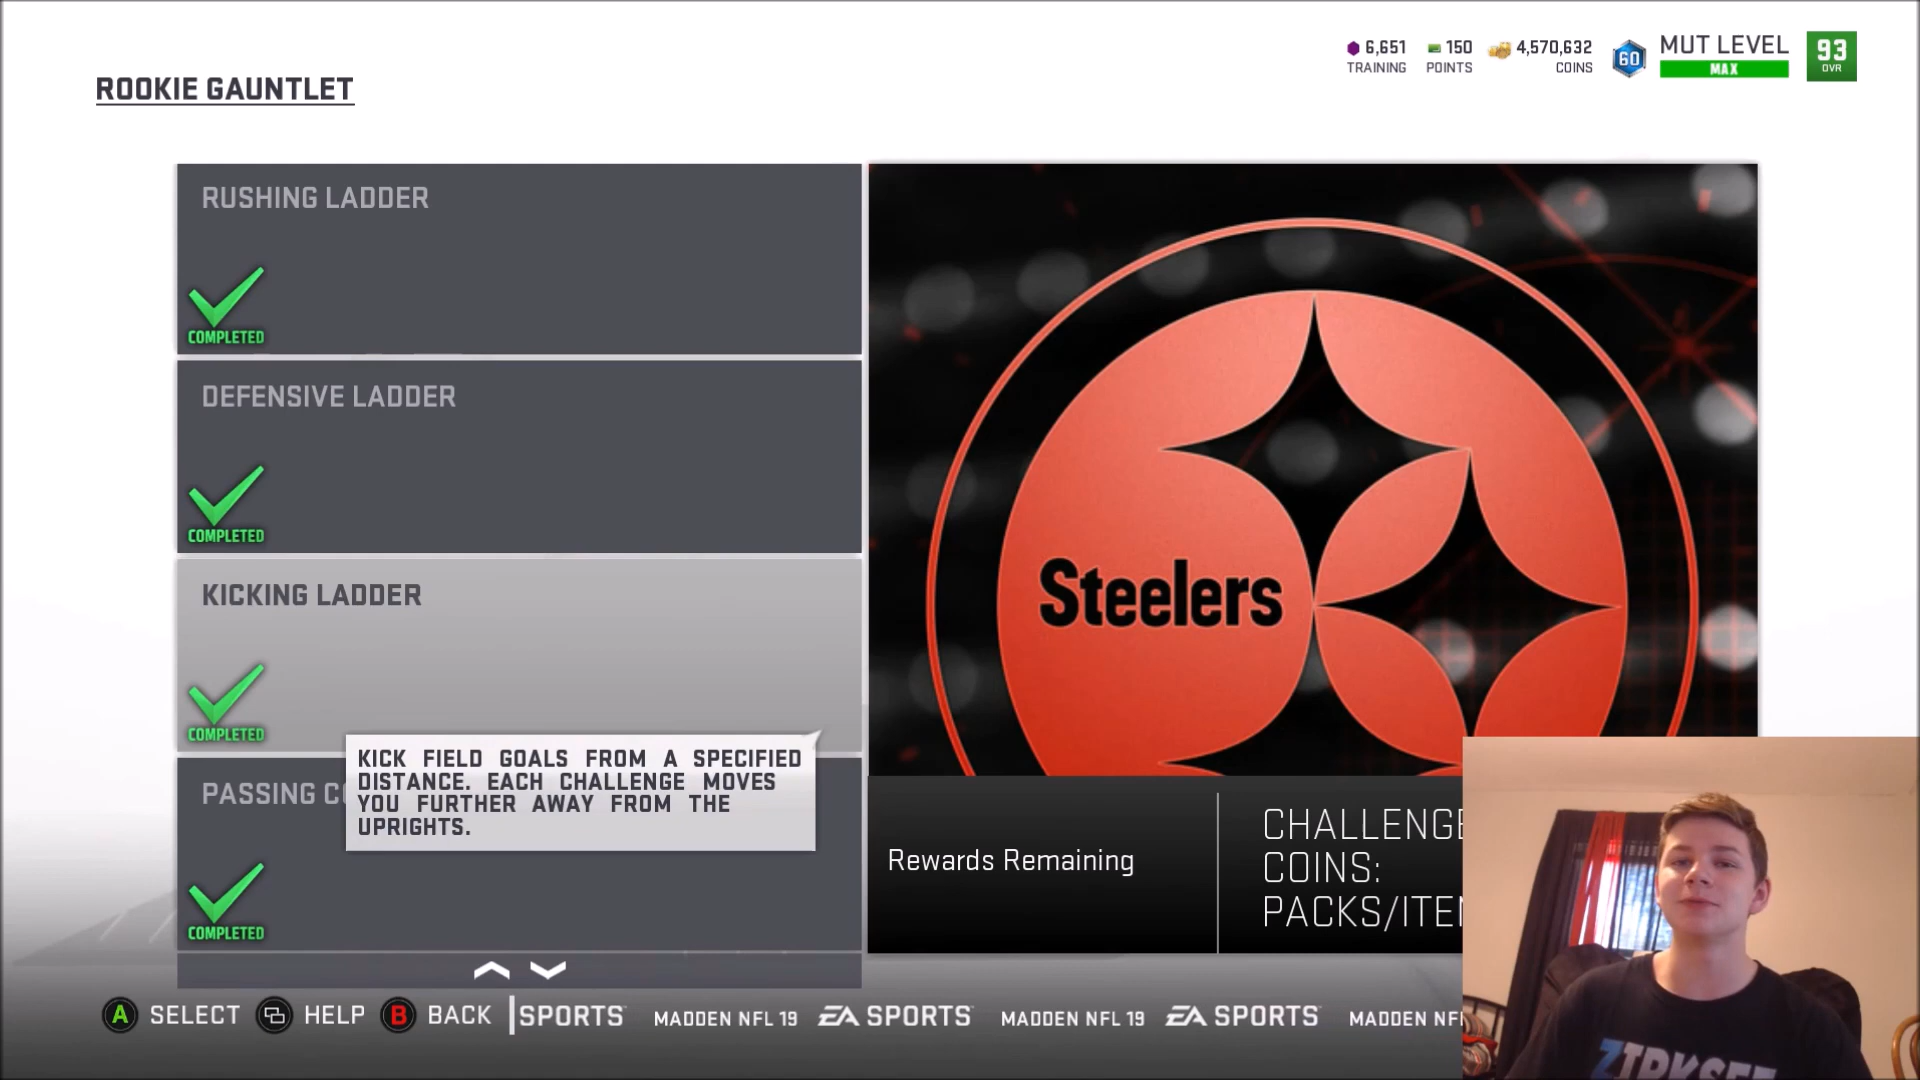 ROOKIE GAUNTLET
6,651
TRAINING
150
POINTS
4,570,632
COINS
60
MUT LEVEL
MAX
93
OVR
RUSHING LADDER
COMPLETED
DEFENSIVE LADDER
COMPLETED
KICKING LADDER
COMPLETED
KICK FIELD GOALS FROM A SPECIFIED
DISTANCE. EACH CHALLENGE MOVES
YOU FURTHER AWAY FROM THE
UPRIGHTS.
PASSING
COMPLETED
Steelers
Rewards Remaining
CHALLENGE
COINS:
PACKS/ITE
A SELECT HELP B BACK SPORTS MADDEN NFL 19 EA SPORTS MADDEN NFL 19 EA SPORTS MADDEN NF